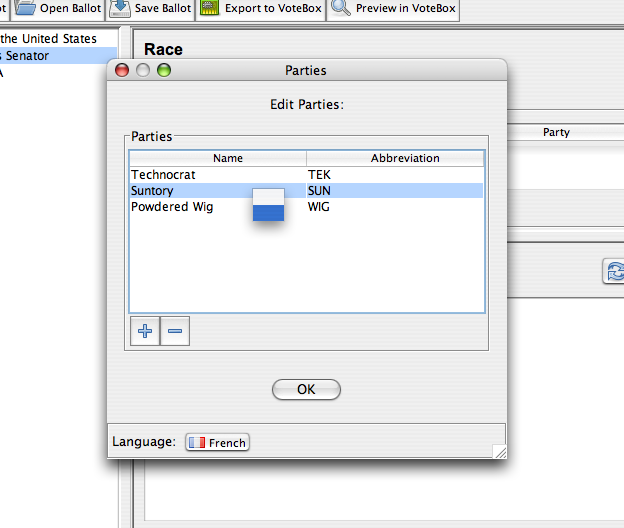 Open Ballot Save Ballot Export to VoteBox Preview in VoteBox
the United States
Senator
Race
Parties
Edit Parties:
Parties
Name Abbreviation
Technocrat TEK
Suntory SUN
Powdered Wig WIG
Party
OK
Language: French